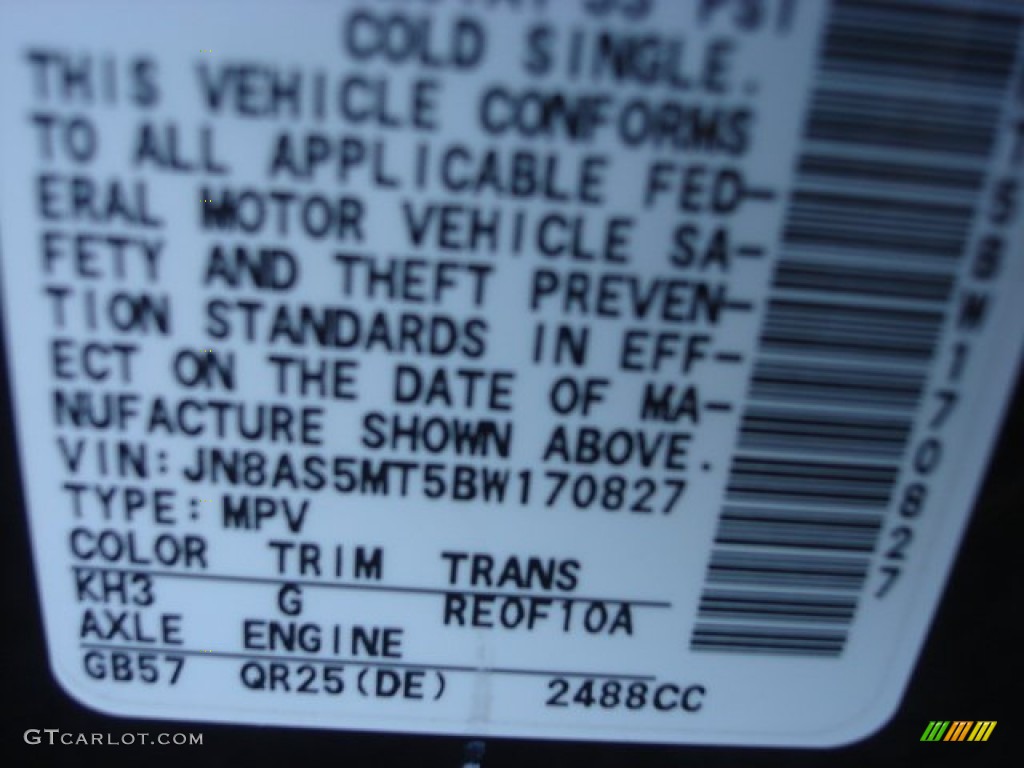 PSI
COLD SINGLE.
THIS VEHICLE CONFORMS
TO ALL APPLICABLE FED-
ERAL MOTOR VEHICLE SA-
FETY AND THEFT PREVEN-
TION STANDARDS IN EFF-
ECT ON THE DATE OF MA-
NUFACTURE SHOWN ABOVE.
VIN: JN8AS5MT5BW170827
TYPE: MPV
COLOR TRIM TRANS
KH3 G RE0F10A
AXLE ENGINE
GB57 QR25(DE) 2488CC
5BW170827
GTCARLOT.COM